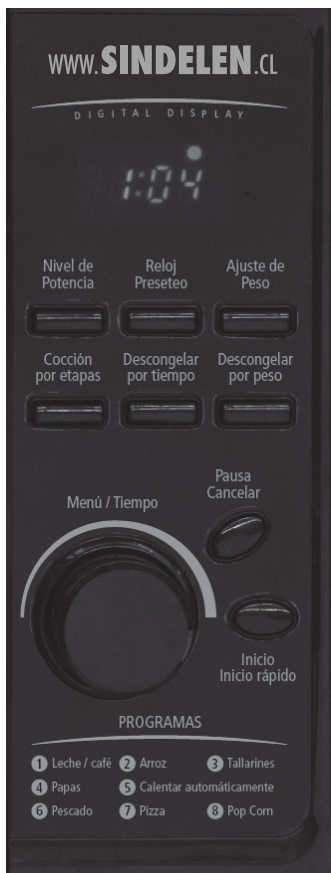 WWW.SINDELEN.CL
DIGITAL DISPLAY
1:04
Nivel de Potencia
Reloj Preseteo
Ajuste de Peso
Cocción por etapas
Descongelar por tiempo
Descongelar por peso
Pausa
Cancelar
Menú / Tiempo
Inicio
Inicio rápido
PROGRAMAS
1 Leche / café 2 Arroz 3 Tallarines
4 Papas 5 Calentar automáticamente
6 Pescado 7 Pizza 8 Pop Corn